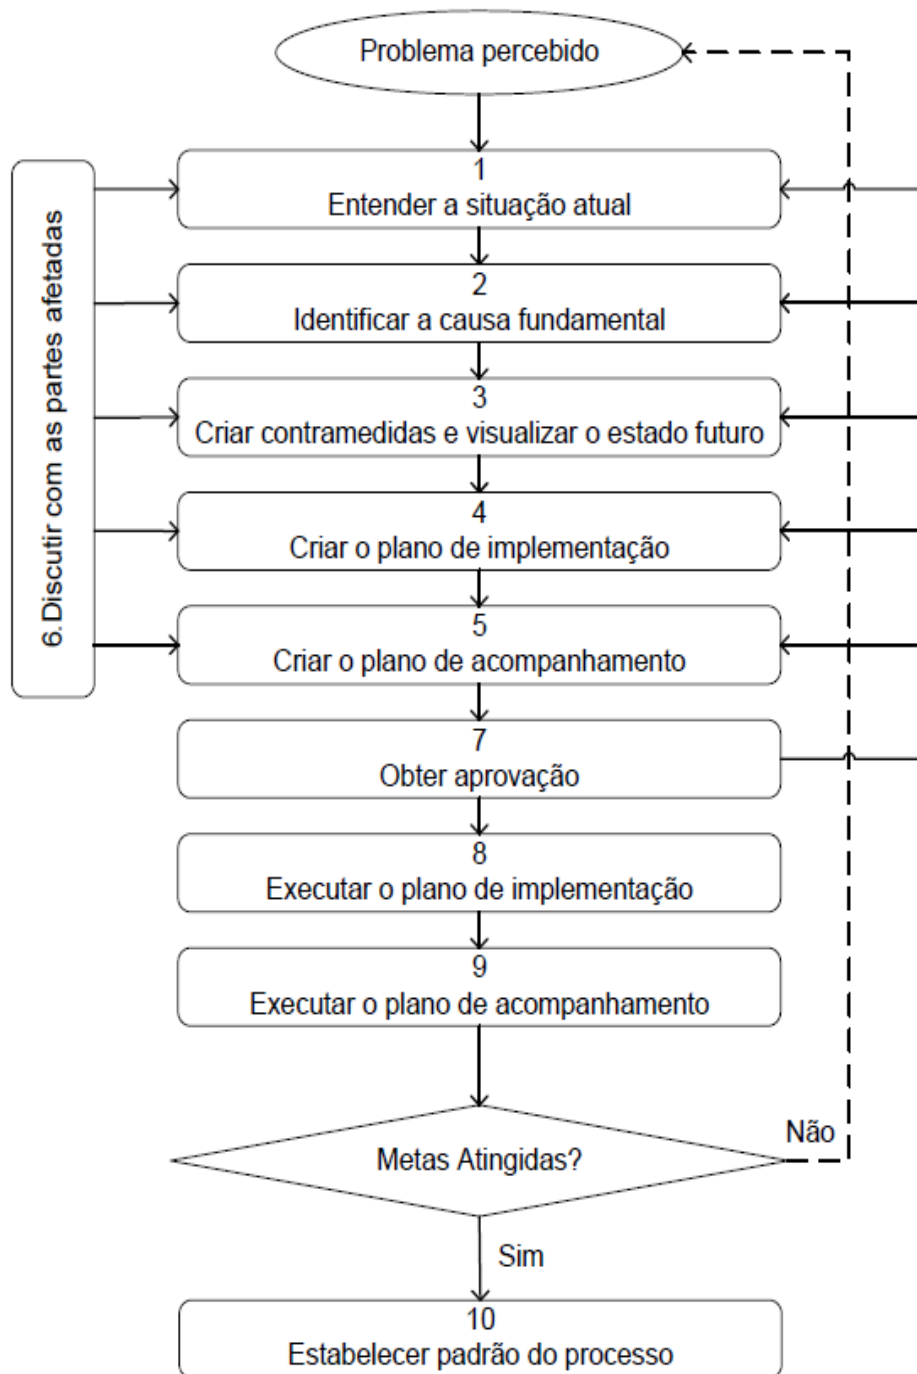 Problema percebido
1
Entender a situação atual
2
Identificar a causa fundamental
3
Criar contramedidas e visualizar o estado futuro
4
Criar o plano de implementação
5
Criar o plano de acompanhamento
6.Discutir com as partes afetadas
7
Obter aprovação
8
Executar o plano de implementação
9
Executar o plano de acompanhamento
Metas Atingidas?
Não
Sim
10
Estabelecer padrão do processo